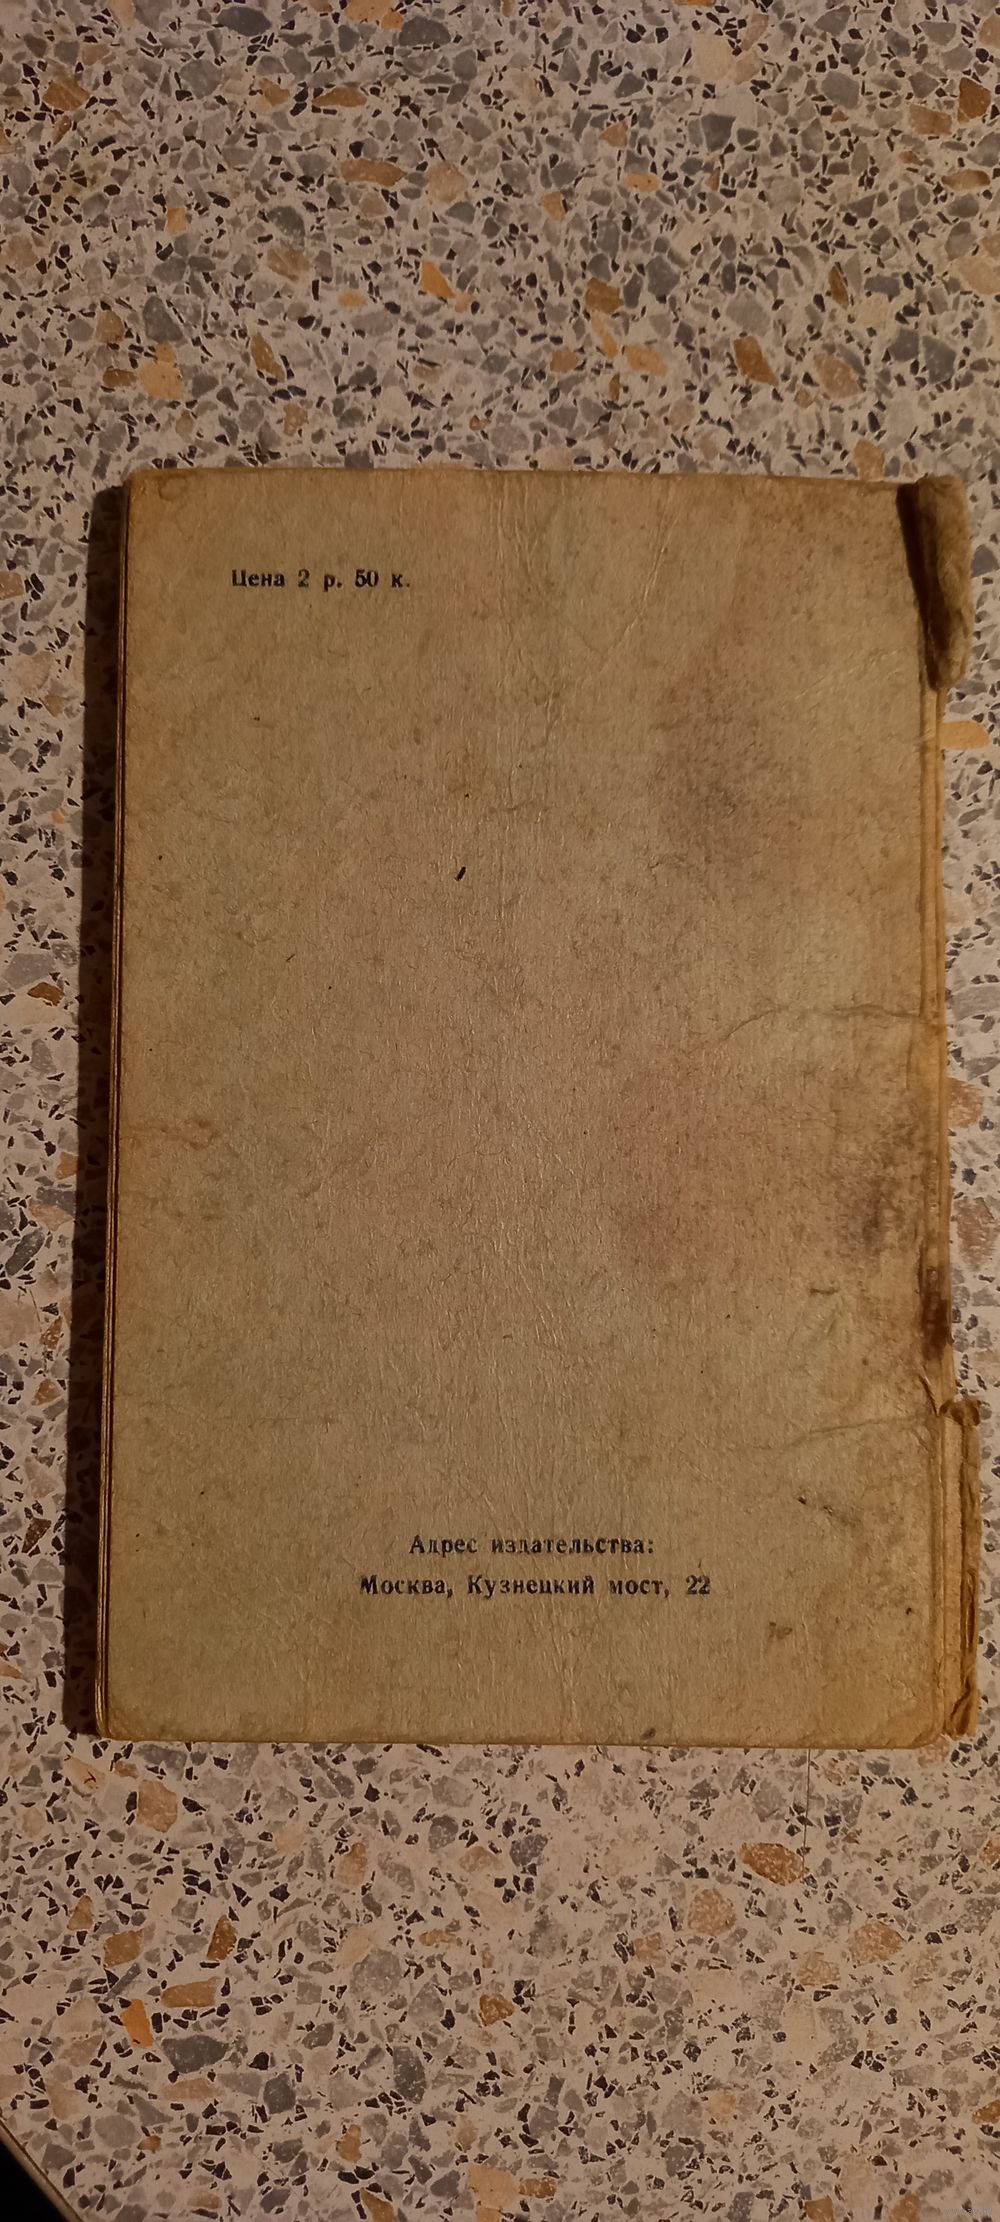 Цена 2 р. 50 к.
Адрес издательства:
Москва, Кузнецкий мост, 22